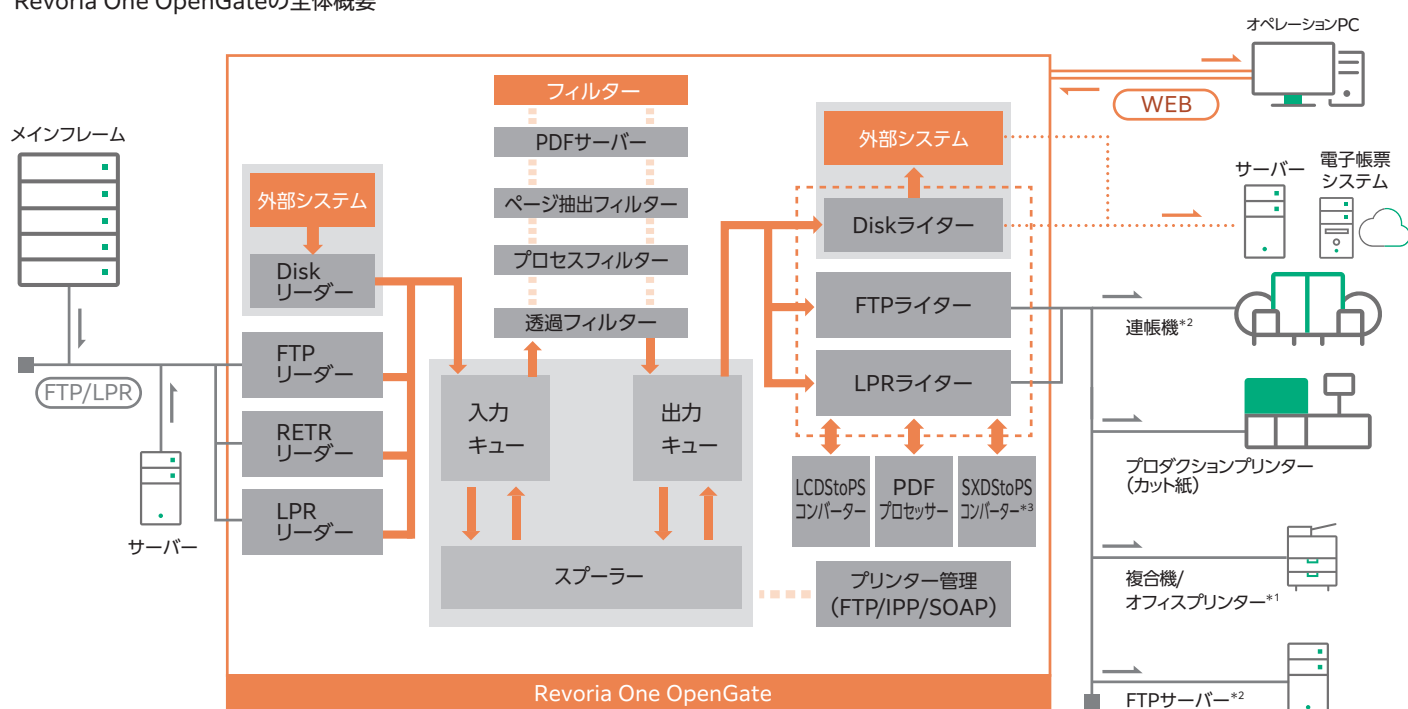 Revoria One OpenGateの全体概要
オペレーションPC
WEB
メインフレーム
FTP/LPR
サーバー
外部システム
Disk
リーダー
FTP
リーダー
RETR
リーダー
LPR
リーダー
フィルター
PDFサーバー
ページ抽出フィルター
プロセスフィルター
透過フィルター
入力
キュー
出力
キュー
スプーラー
外部システム
Diskライター
FTPライター
LPRライター
LCDStoPS
コンバーター
PDF
プロセッサー
SXDStoPS
コンバーター*3
プリンター管理
(FTP/IPP/SOAP)
サーバー
電子帳票
システム
連帳機*2
プロダクションプリンター
(カット紙)
複合機/
オフィスプリンター*1
FTPサーバー*2
Revoria One OpenGate